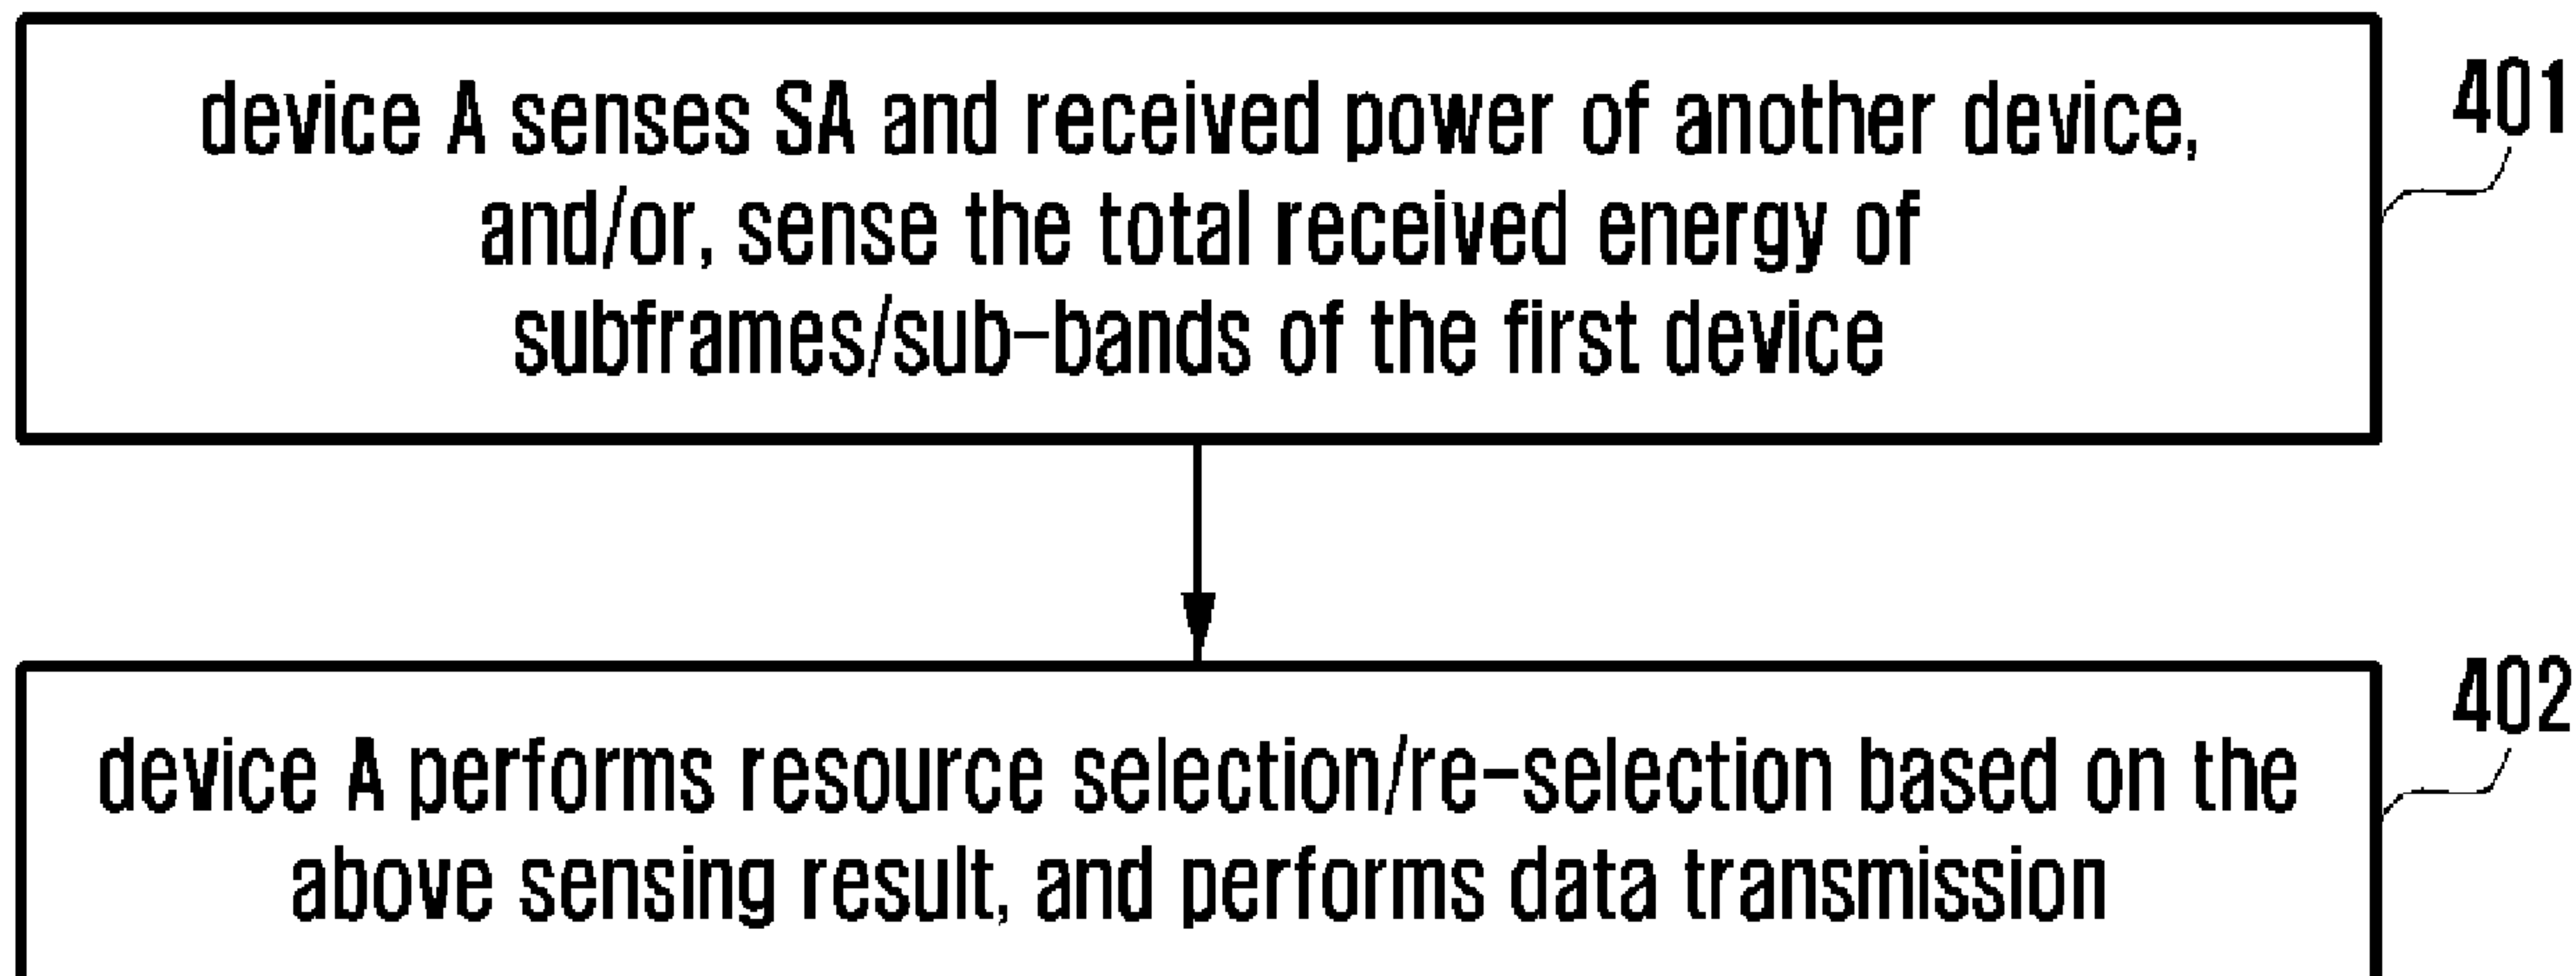 device A senses SA and received power of another device,
and/or, sense the total received energy of
subframes/sub-bands of the first device
401
device A performs resource selection/re-selection based on the
above sensing result, and performs data transmission
402